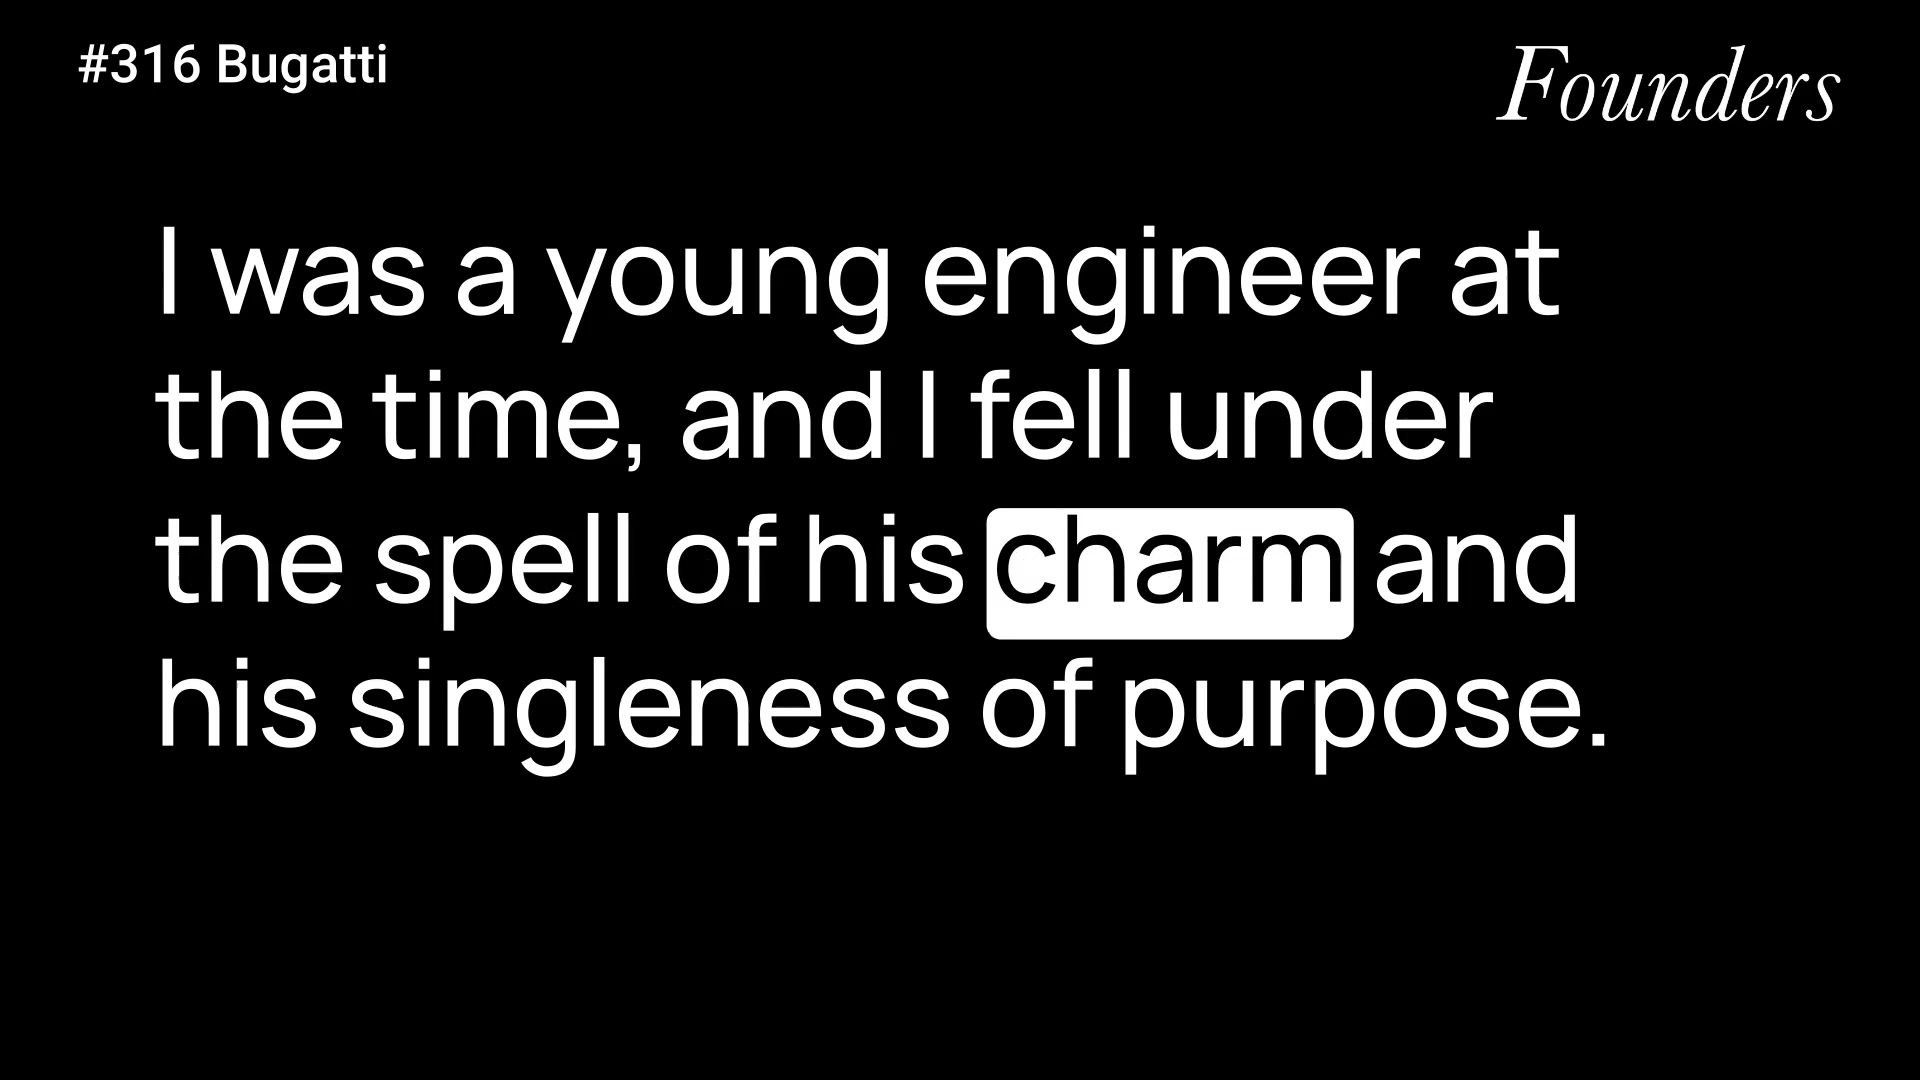 #316 Bugatti
Founders
I was a young engineer at
the time, and I fell under
the spell of his charm and
his singleness of purpose.